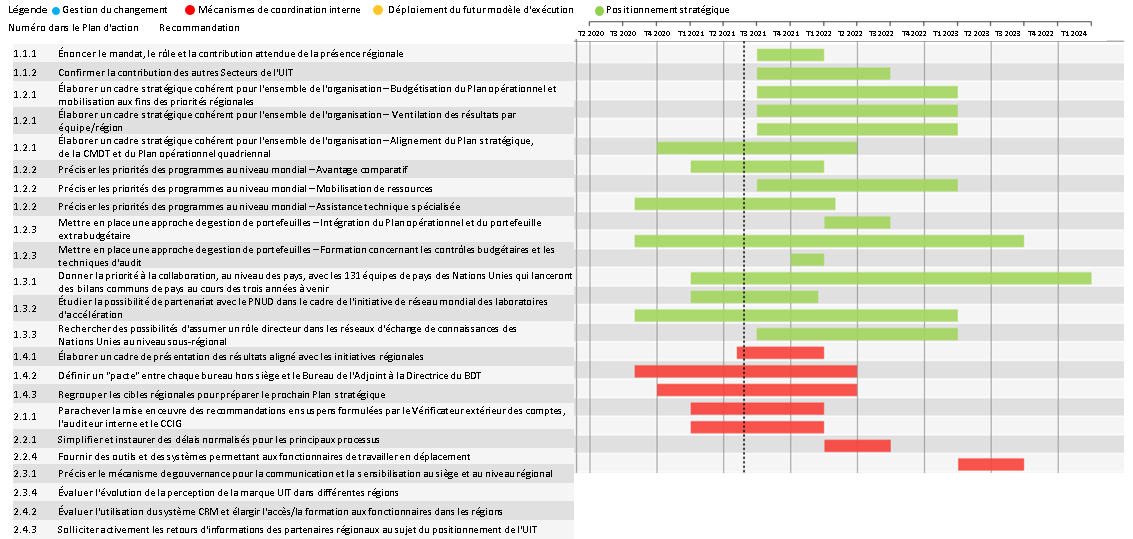 Légende Gestion du changement Mécanismes de coordination interne Déploiement du futur modèle d'exécution Positionnement stratégique
Numéro dans le Plan d'action Recommandation
T2 2020 T3 2020 T4 2020 T1 2021 T2 2021 T3 2021 T4 2021 T1 2022 T2 2022 T3 2022 T4 2022 T1 2023 T2 2023 T3 2023 T4 2022 T1 2024
1.1.1 Énoncer le mandat, le rôle et la contribution attendue de la présence régionale
1.1.2 Confirmer la contribution des autres Secteurs de l'UIT
1.2.1 Élaborer un cadre stratégique cohérent pour l'ensemble de l'organisation – Budgétisation du Plan opérationnel et
mobilisation aux fins des priorités régionales
1.2.1 Élaborer un cadre stratégique cohérent pour l'ensemble de l'organisation – Ventilation des résultats par
équipe/région
1.2.1 Élaborer un cadre stratégique cohérent pour l'ensemble de l'organisation – Alignement du Plan stratégique,
de la CMDT et du Plan opérationnel quadriennal
1.2.2 Préciser les priorités des programmes au niveau mondial – Avantage comparatif
1.2.2 Préciser les priorités des programmes au niveau mondial – Mobilisation de ressources
1.2.2 Préciser les priorités des programmes au niveau mondial – Assistance technique spécialisée
1.2.3 Mettre en place une approche de gestion de portefeuilles – Intégration du Plan opérationnel et du portefeuille
extrabudgétaire
1.2.3 Mettre en place une approche de gestion de portefeuilles – Formation concernant les contrôles budgétaires et les
techniques d'audit
1.3.1 Donner la priorité à la collaboration, au niveau des pays, avec les 131 équipes de pays des Nations Unies qui lanceront
des bilans communs de pays au cours des trois années à venir
1.3.2 Étudier la possibilité de partenariat avec le PNUD dans le cadre de l'initiative de réseau mondial des laboratoires
d'accélération
1.3.3 Rechercher des possibilités d'assumer un rôle directeur dans les réseaux d'échange de connaissances des
Nations Unies au niveau sous-régional
1.4.1 Élaborer un cadre de présentation des résultats aligné avec les initiatives régionales
1.4.2 Définir un "pacte" entre chaque bureau hors siège et le Bureau de l'Adjoint à la Directrice du BDT
1.4.3 Regrouper les cibles régionales pour préparer le prochain Plan stratégique
2.1.1 Parachever la mise en œuvre des recommandations en suspens formulées par le Vérificateur extérieur des comptes,
l'auditeur interne et le CCIG
2.2.1 Simplifier et instaurer des délais normalisés pour les principaux processus
2.2.4 Fournir des outils et des systèmes permettant aux fonctionnaires de travailler en déplacement
2.3.1 Préciser le mécanisme de gouvernance pour la communication et la sensibilisation au siège et au niveau régional
2.3.4 Évaluer l'évolution de la perception de la marque UIT dans différentes régions
2.4.2 Évaluer l'utilisation du système CRM et élargir l'accès/la formation aux fonctionnaires dans les régions
2.4.3 Solliciter activement les retours d'informations des partenaires régionaux au sujet du positionnement de l'UIT